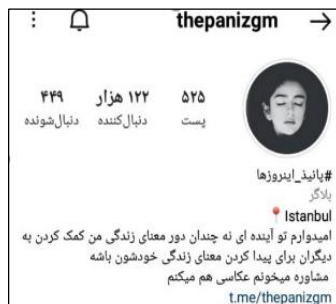 thepanizgm
۵۲۵ ۱۲۲ هزار ۴۴۹
پست دنبال‌کننده دنبال‌شونده
#پانیذ_اینروزها
بلاگر
📍 Istanbul
امیدوارم تو آینده ای نه چندان دور معنای زندگی من کمک کردن به
دیگران برای پیدا کردن معنای زندگی خودشون باشه
مشاوره میخونم عکاسی هم میکنم
t.me/thepanizgm